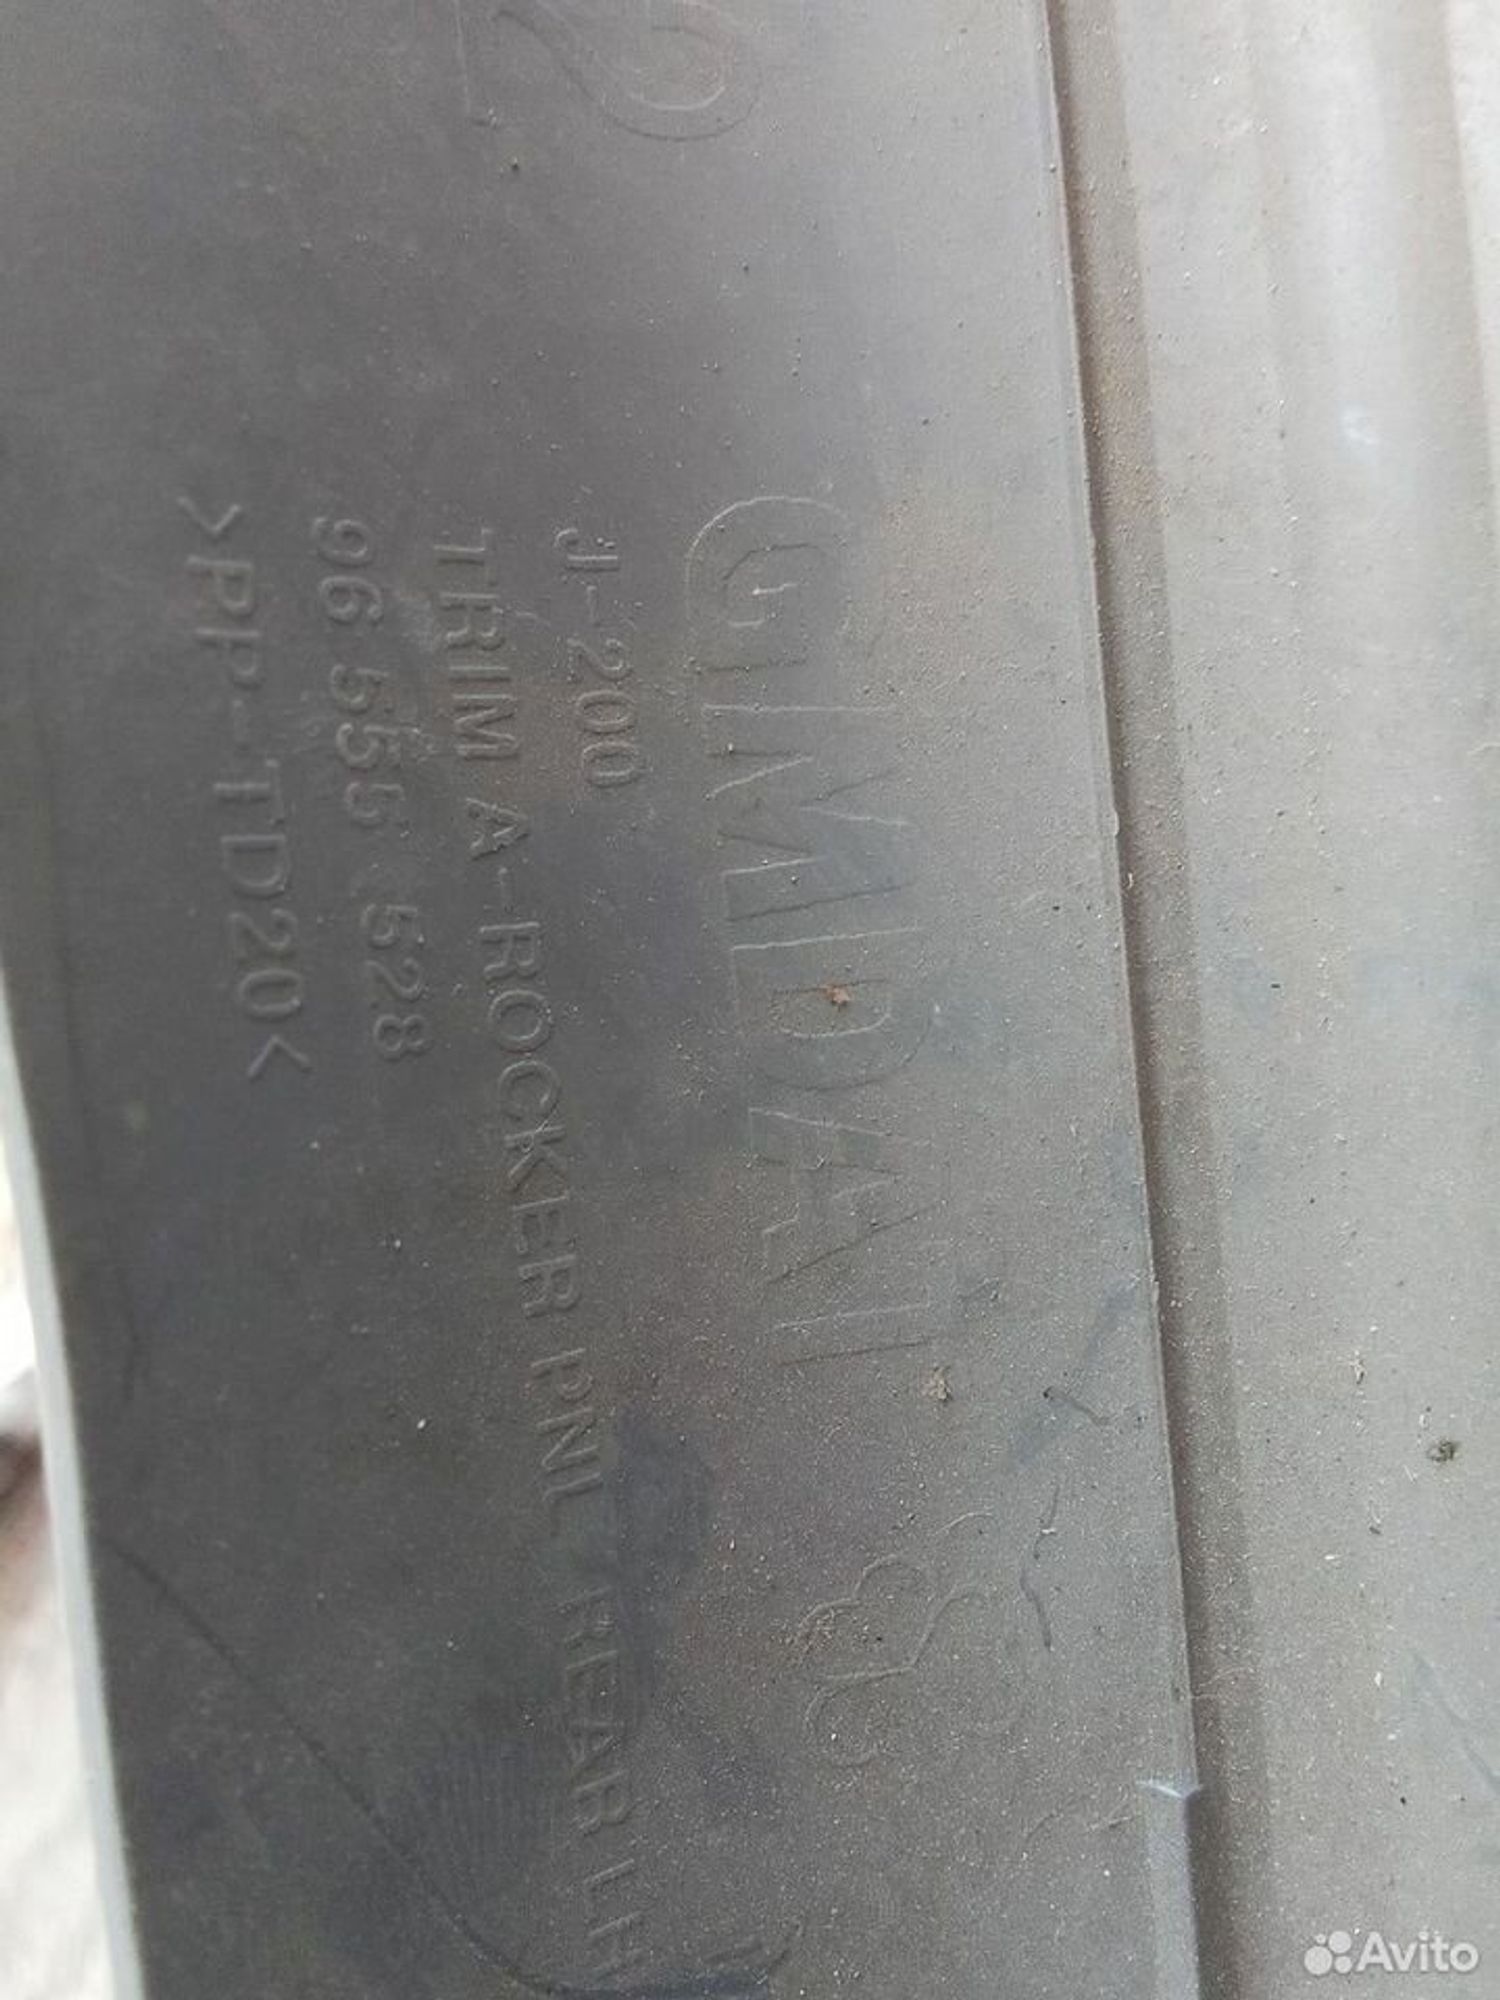 GMDAT
J-200
TRIM A-ROCKER PNL REAR LH
96 555 528
>PP-TD20<
Avito